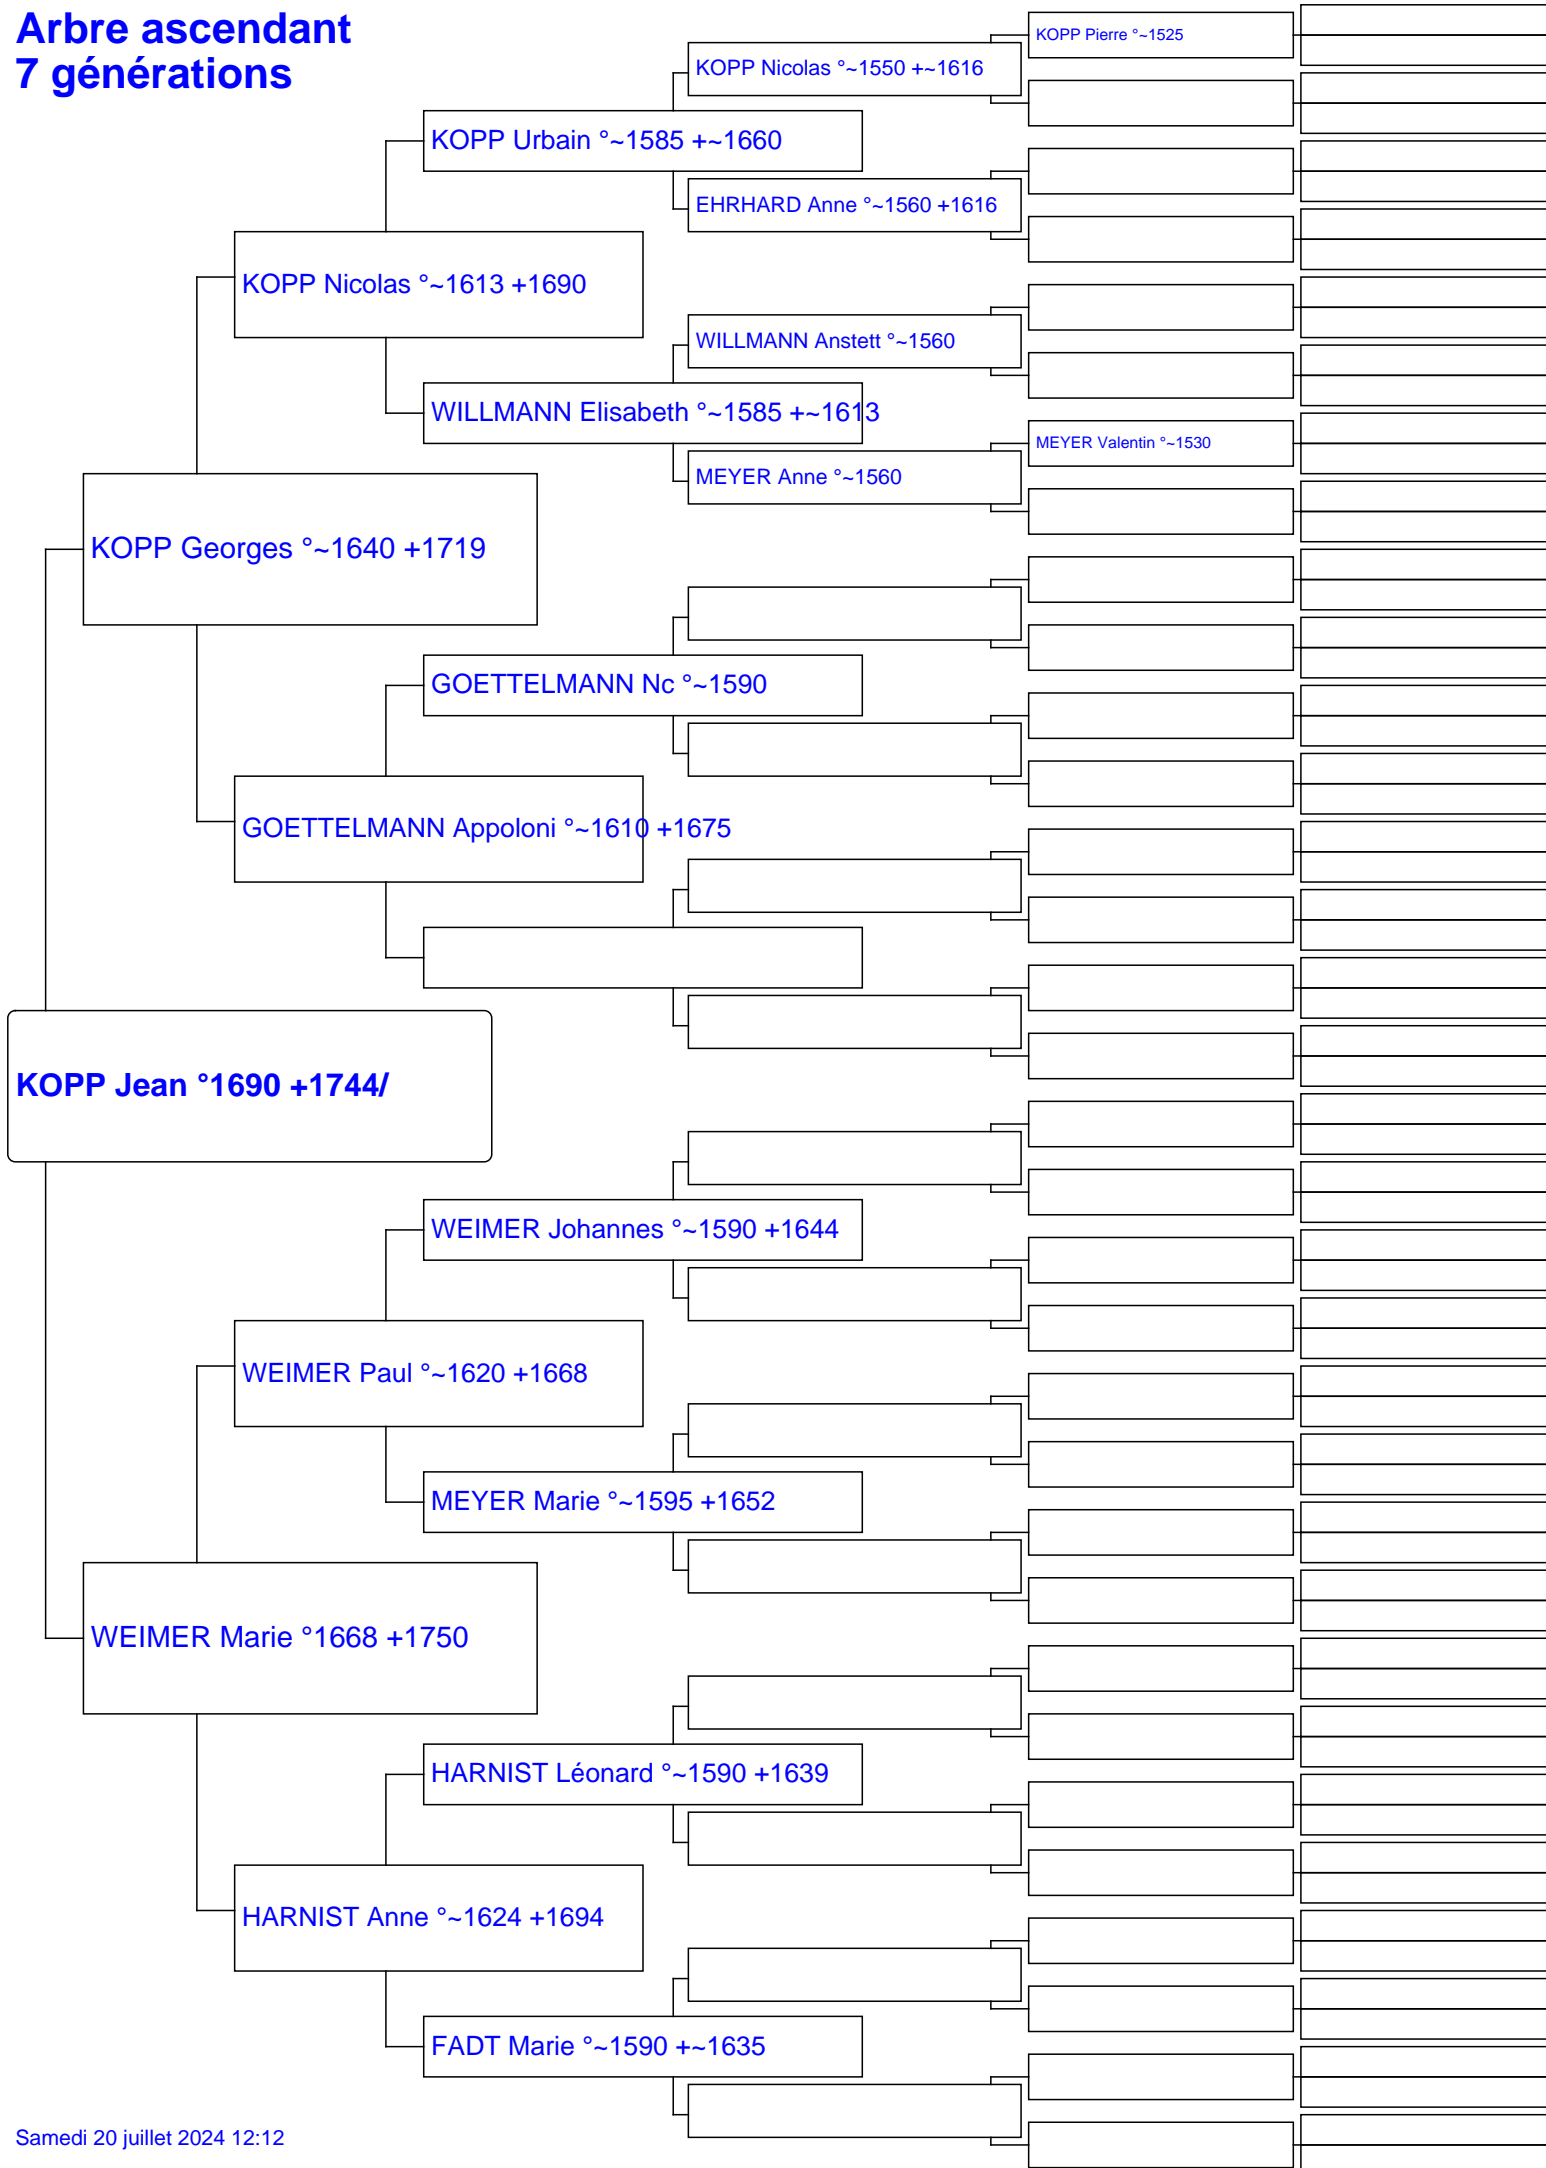 Arbre ascendant
7 générations
KOPP Pierre °~1525
KOPP Nicolas °~1550 +~1616
KOPP Urbain °~1585 +~1660
EHRHARD Anne °~1560 +1616
KOPP Nicolas °~1613 +1690
WILLMANN Anstett °~1560
WILLMANN Elisabeth °~1585 +~1613
MEYER Valentin °~1530
MEYER Anne °~1560
KOPP Georges °~1640 +1719
GOETTELMANN Nc °~1590
GOETTELMANN Appoloni °~1610 +1675
KOPP Jean °1690 +1744/
WEIMER Johannes °~1590 +1644
WEIMER Paul °~1620 +1668
MEYER Marie °~1595 +1652
WEIMER Marie °1668 +1750
HARNIST Léonard °~1590 +1639
HARNIST Anne °~1624 +1694
FADT Marie °~1590 +~1635
Samedi 20 juillet 2024 12:12